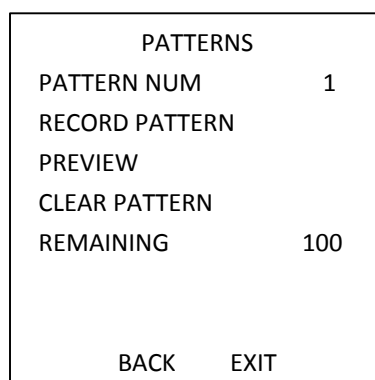 PATTERNS
PATTERN NUM 1
RECORD PATTERN
PREVIEW
CLEAR PATTERN
REMAINING 100
BACK EXIT